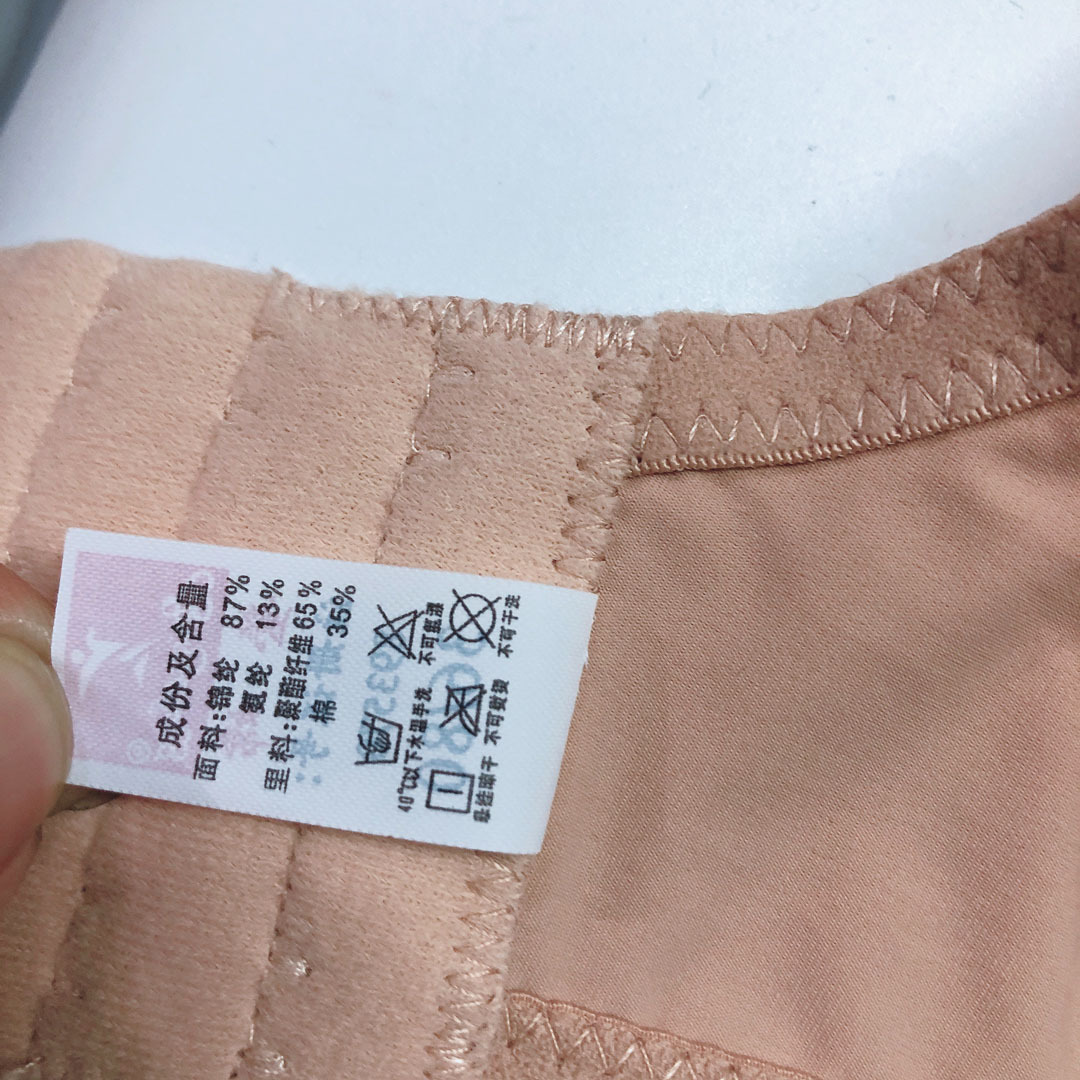 成份及含量
面料:锦纶 87%
氨纶 13%
里料:聚酯纤维65%
棉 35%
40℃以下水温手洗 不可氯漂
悬挂晾干 不可熨烫 不可干洗